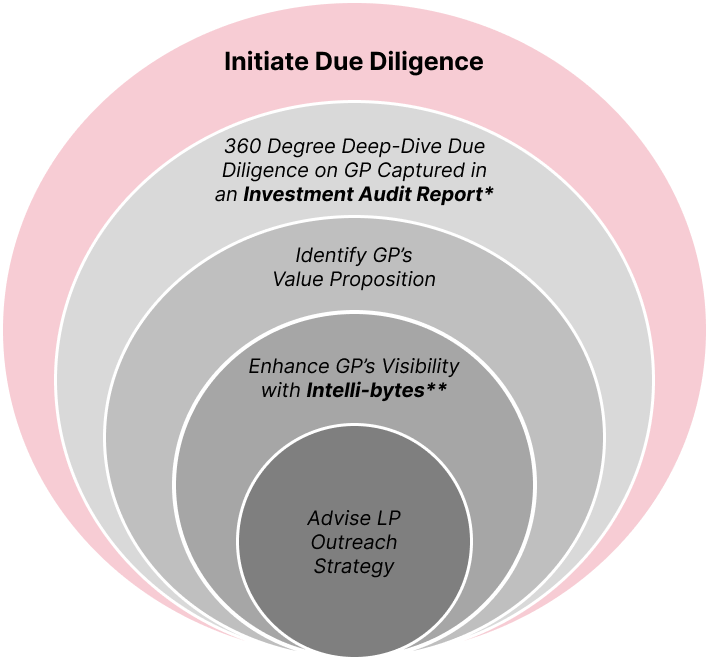 Initiate Due Diligence
360 Degree Deep-Dive Due
Diligence on GP Captured in
an Investment Audit Report*
Identify GP’s
Value Proposition
Enhance GP’s Visibility
with Intelli-bytes**
Advise LP
Outreach
Strategy